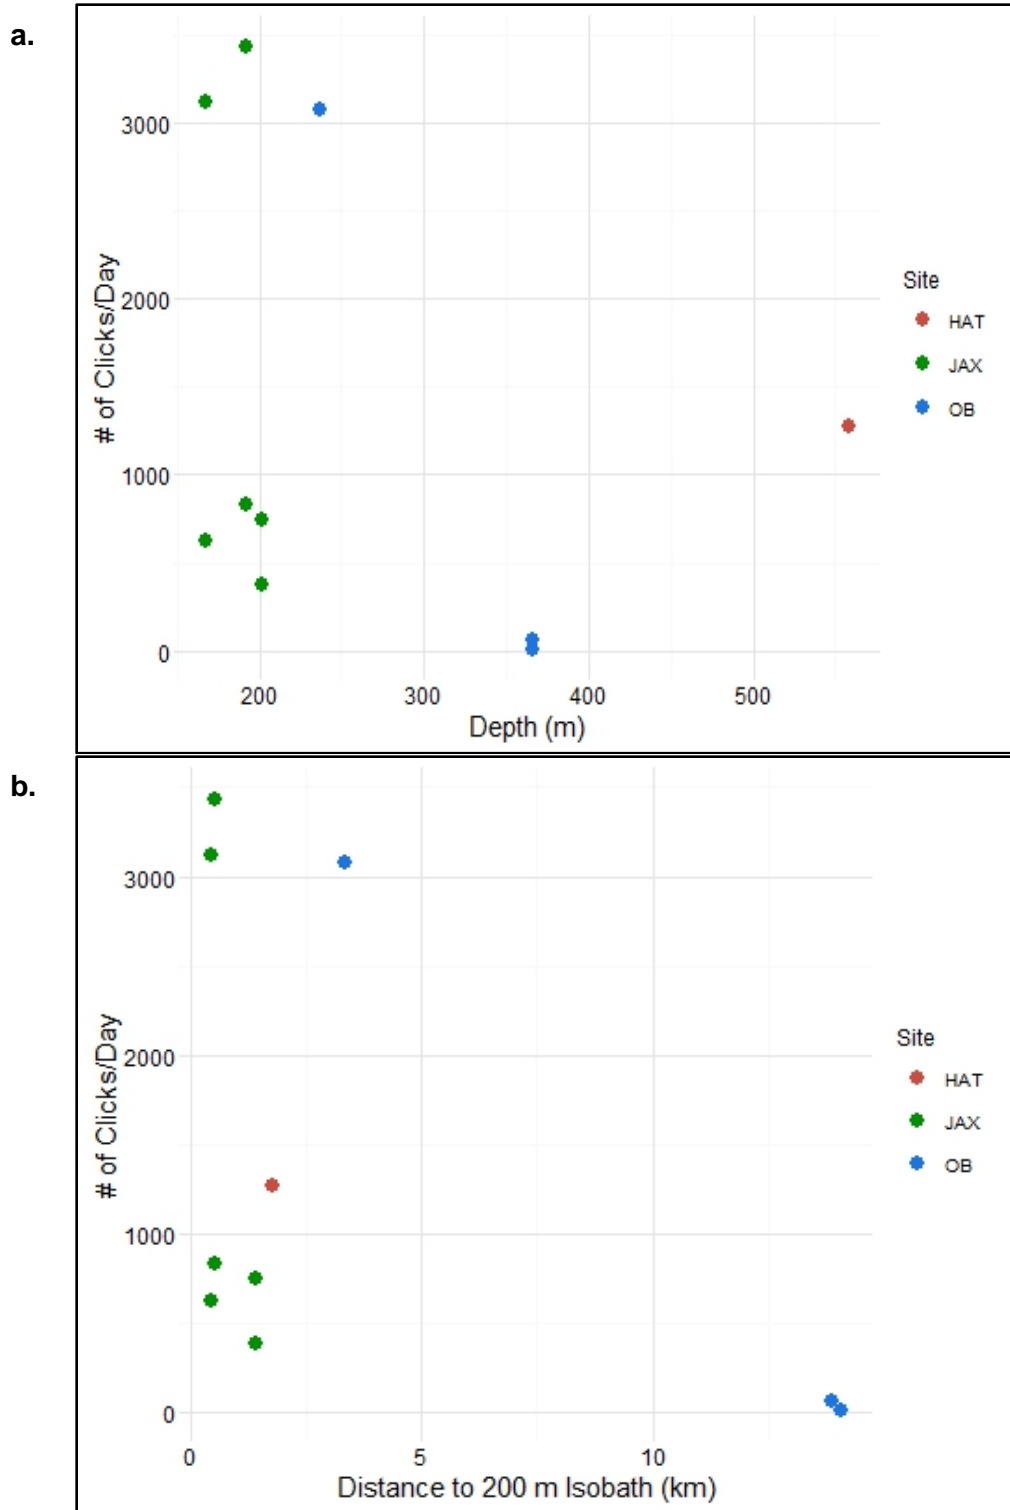 a.
# of Clicks/Day
3000
2000
1000
0
200 300 400 500
Depth (m)
Site
HAT
JAX
OB
b.
# of Clicks/Day
3000
2000
1000
0
0 5 10
Distance to 200 m Isobath (km)
Site
HAT
JAX
OB